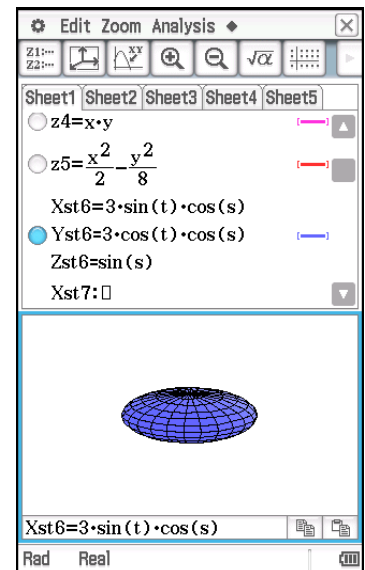 Edit Zoom Analysis ◆
Z1:… Z2:… XY √α
Sheet1 Sheet2 Sheet3 Sheet4 Sheet5
z4=x·y
z5=x²/2−y²/8
Xst6=3·sin(t)·cos(s)
Yst6=3·cos(t)·cos(s)
Zst6=sin(s)
Xst7:▯
Xst6=3·sin(t)·cos(s)
Rad Real